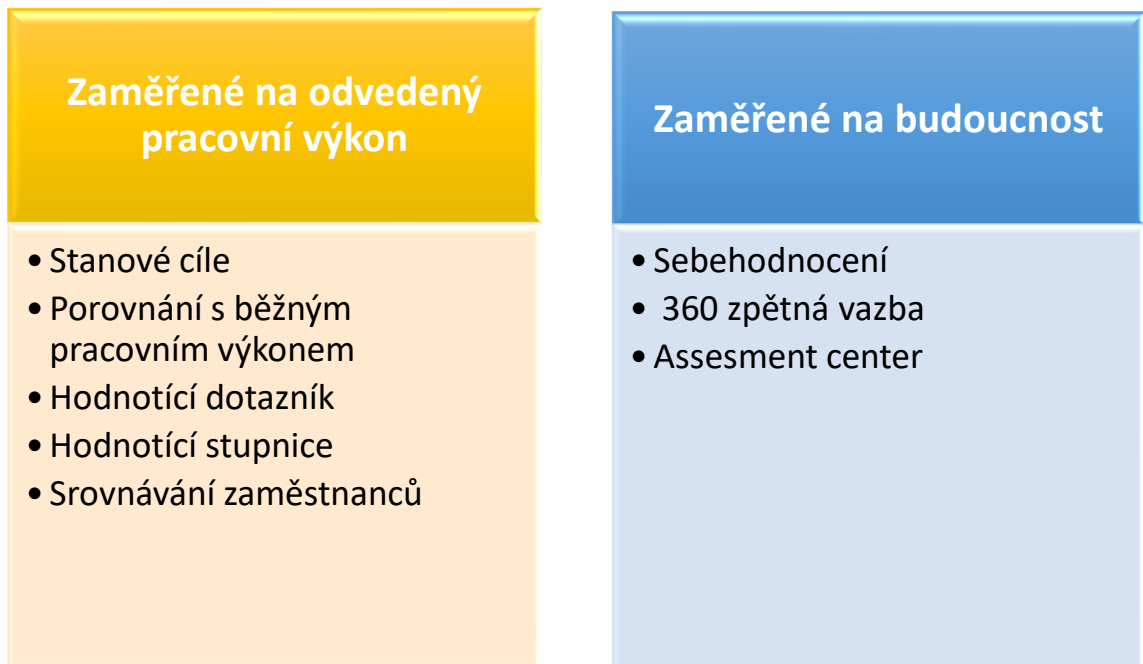 Zaměřené na odvedený
pracovní výkon
• Stanové cíle
• Porovnání s běžným
pracovním výkonem
• Hodnotící dotazník
• Hodnotící stupnice
• Srovnávání zaměstnanců
Zaměřené na budoucnost
• Sebehodnocení
• 360 zpětná vazba
• Assesment center